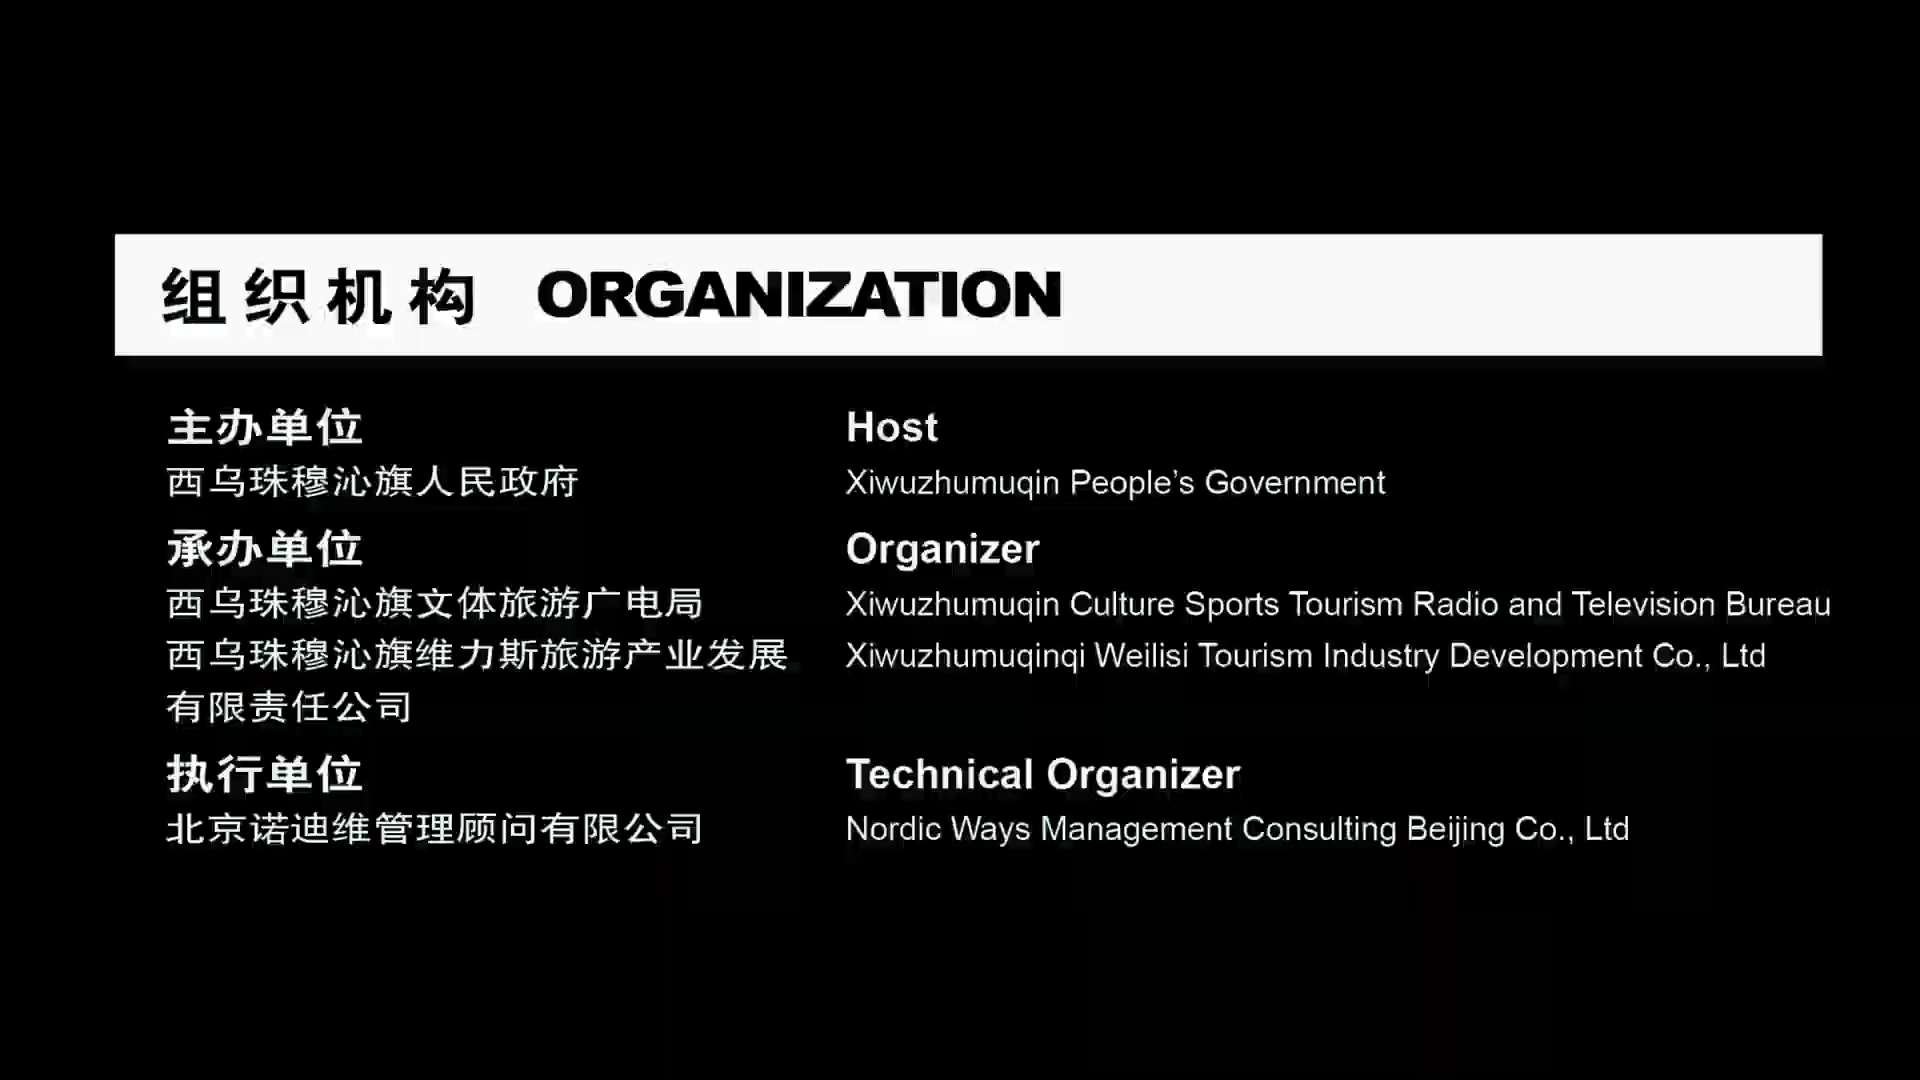 组织机构 ORGANIZATION
主办单位 Host
西乌珠穆沁旗人民政府 Xiwuzhumuqin People’s Government
承办单位 Organizer
西乌珠穆沁旗文体旅游广电局 Xiwuzhumuqin Culture Sports Tourism Radio and Television Bureau
西乌珠穆沁旗维力斯旅游产业发展 Xiwuzhumuqinqi Weilisi Tourism Industry Development Co., Ltd
有限责任公司
执行单位 Technical Organizer
北京诺迪维管理顾问有限公司 Nordic Ways Management Consulting Beijing Co., Ltd